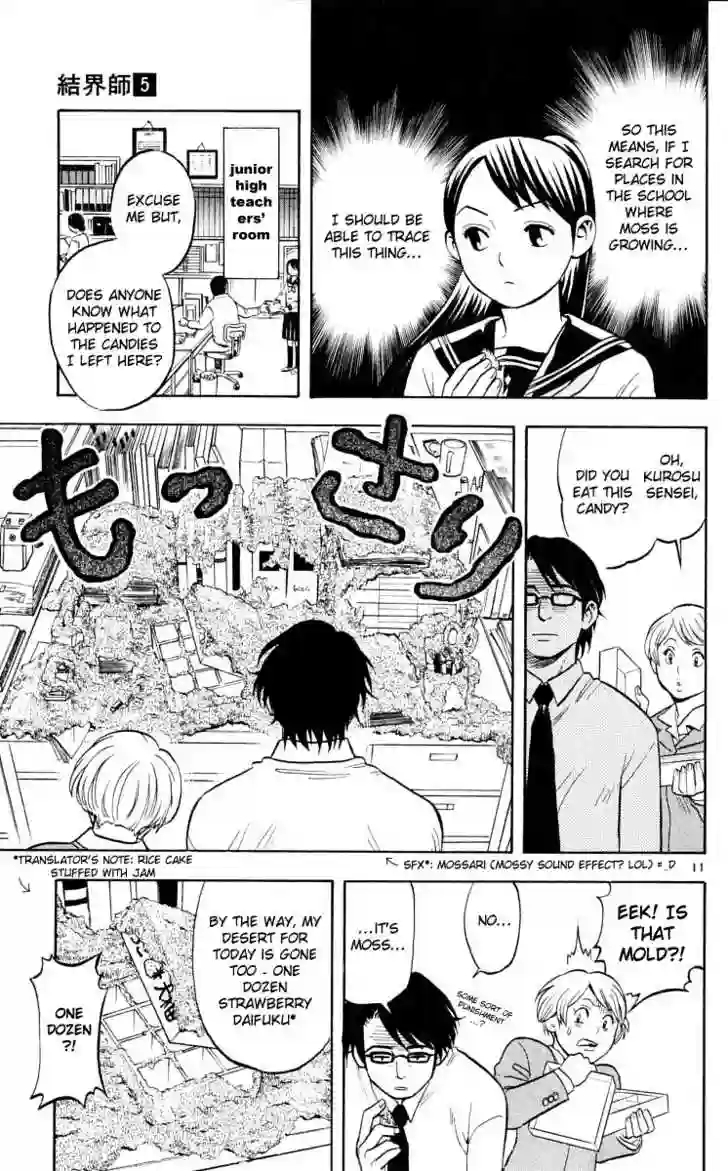 結界師5
SO THIS
MEANS, IF I
SEARCH FOR
PLACES IN
THE SCHOOL
WHERE
MOSS IS
GROWING...
I SHOULD BE
ABLE TO TRACE
THIS THING...
junior
high
teach
ers'
room
EXCUSE
ME BUT,
DOES ANYONE
KNOW WHAT
HAPPENED TO
THE CANDIES
I LEFT HERE?
OH,
KUROSU
SENSEI,
DID YOU
EAT THIS
CANDY?
もっさり
*TRANSLATOR'S NOTE: RICE CAKE
STUFFED WITH JAM
SFX*: MOSSARI (MOSSY SOUND EFFECT? LOL) =_D
11
EEK! IS
THAT
MOLD?!
NO...
...IT'S
MOSS...
SOME SORT OF
PUNISHMENT
...?
BY THE WAY, MY
DESERT FOR
TODAY IS GONE
TOO - ONE
DOZEN
STRAWBERRY
DAIFUKU*
ONE
DOZEN
?!